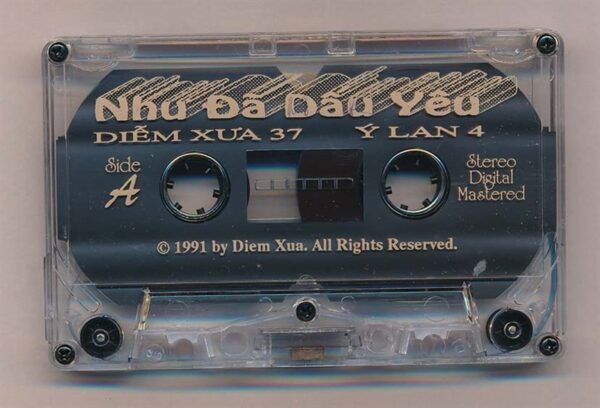 Như Đã Dấu Yêu
DIỄM XƯA 37 Ý LAN 4
Side
A
Stereo
Digital
Mastered
© 1991 by Diem Xua. All Rights Reserved.